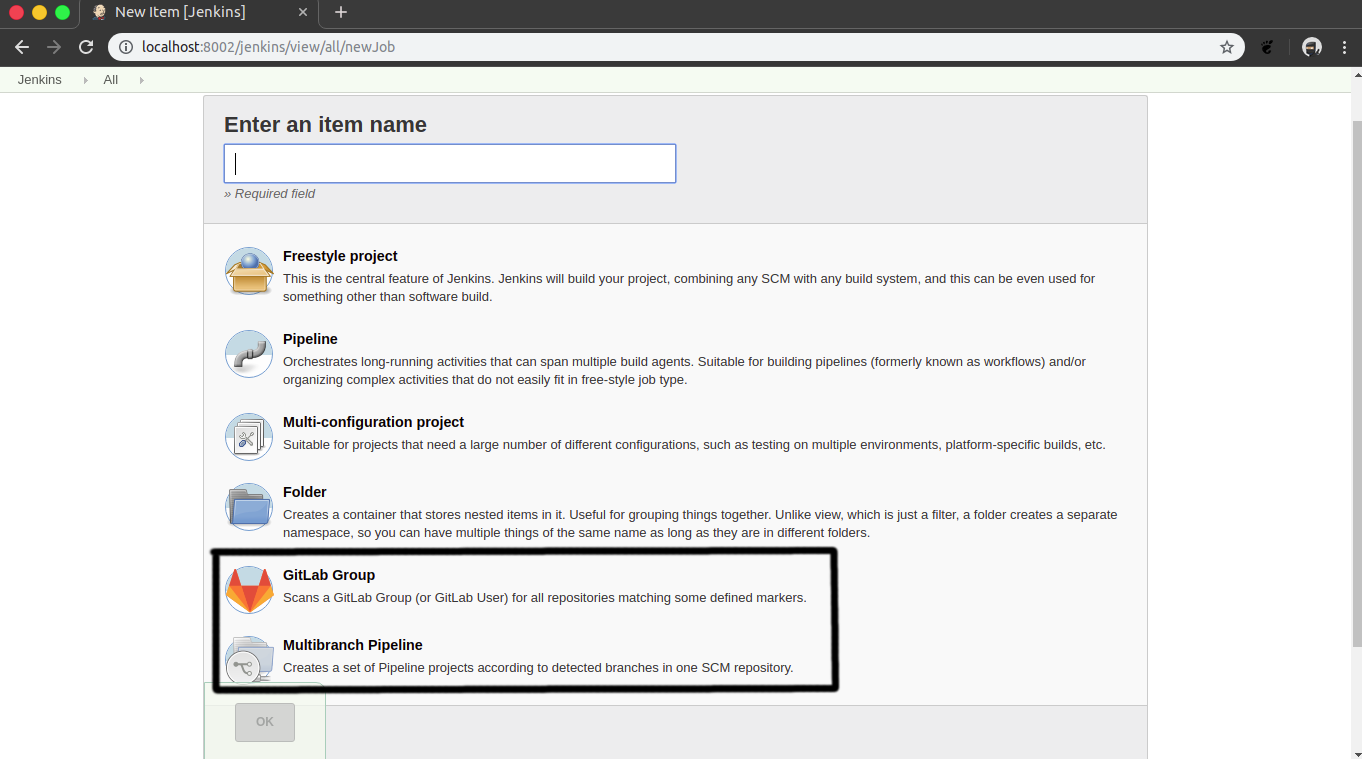 New Item [Jenkins]
localhost:8002/jenkins/view/all/newJob
Jenkins All
Enter an item name
» Required field
Freestyle project
This is the central feature of Jenkins. Jenkins will build your project, combining any SCM with any build system, and this can be even used for
something other than software build.
Pipeline
Orchestrates long-running activities that can span multiple build agents. Suitable for building pipelines (formerly known as workflows) and/or
organizing complex activities that do not easily fit in free-style job type.
Multi-configuration project
Suitable for projects that need a large number of different configurations, such as testing on multiple environments, platform-specific builds, etc.
Folder
Creates a container that stores nested items in it. Useful for grouping things together. Unlike view, which is just a filter, a folder creates a separate
namespace, so you can have multiple things of the same name as long as they are in different folders.
GitLab Group
Scans a GitLab Group (or GitLab User) for all repositories matching some defined markers.
Multibranch Pipeline
Creates a set of Pipeline projects according to detected branches in one SCM repository.
OK